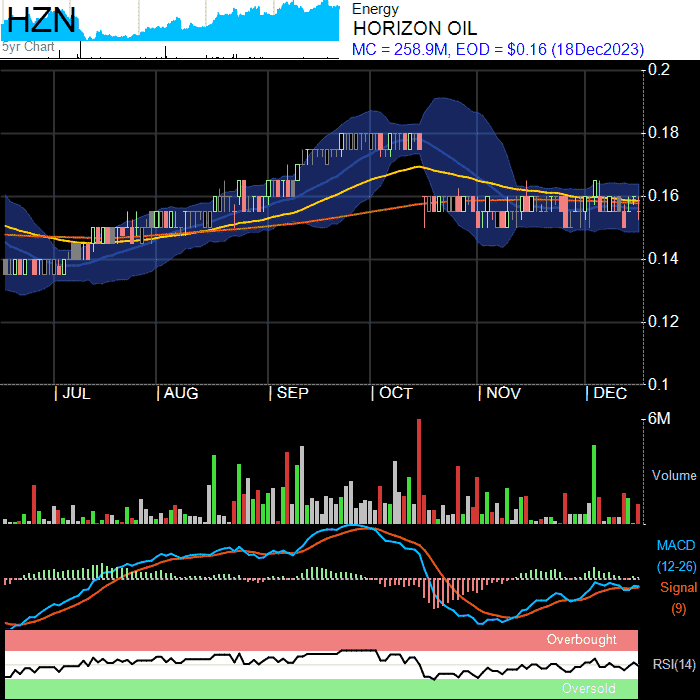 HZN
5yr Chart
Energy
HORIZON OIL
MC = 258.9M, EOD = $0.16 (18Dec2023)
0.2
0.18
0.16
0.14
0.12
0.1
JUL AUG SEP OCT NOV DEC
6M
Volume
MACD
(12-26)
Signal
(9)
Overbought
RSI(14)
Oversold